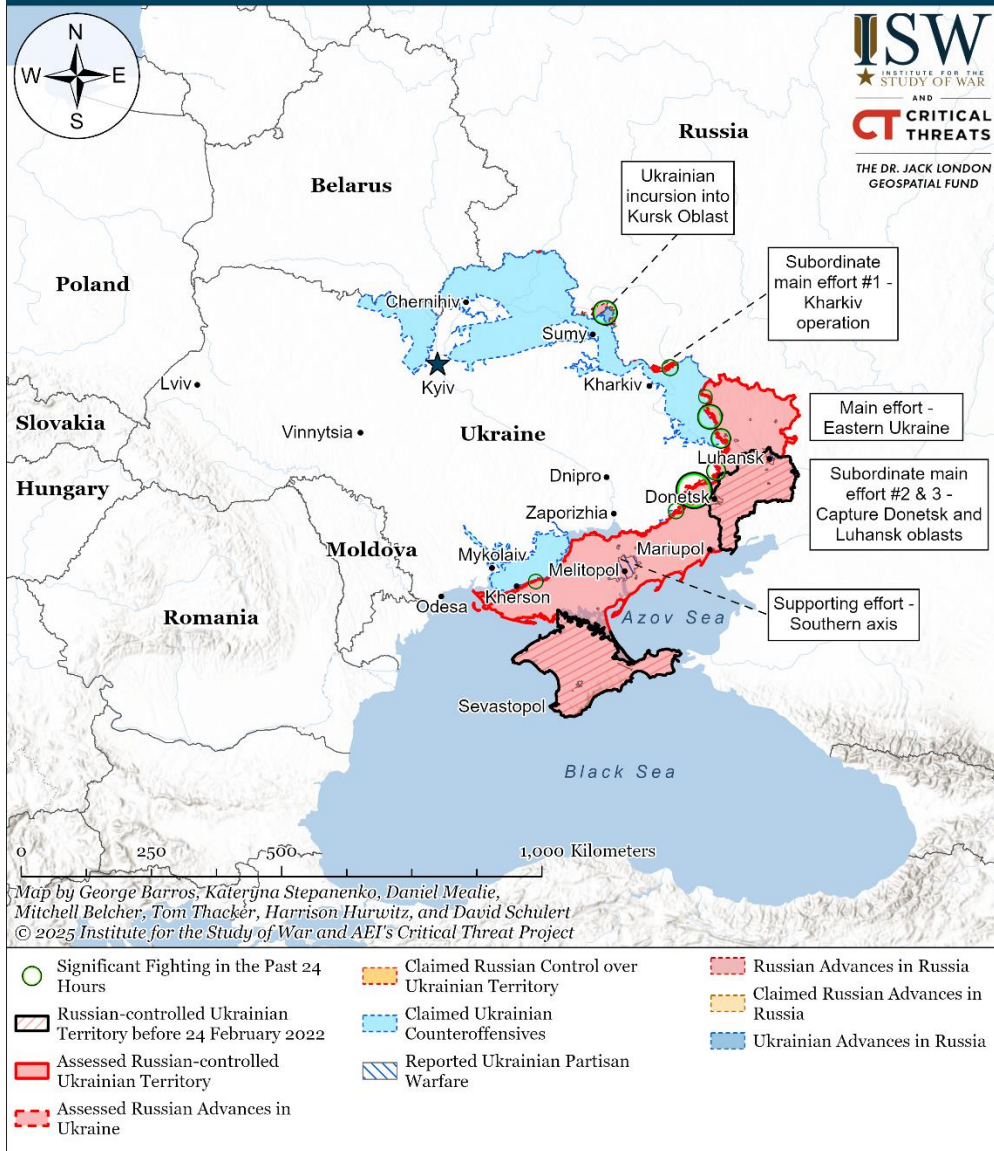 N
W E
S
ISW
INSTITUTE FOR THE
STUDY OF WAR
AND
CT CRITICAL
THREATS
THE DR. JACK LONDON
GEOSPATIAL FUND
Russia
Ukrainian
incursion into
Kursk Oblast
Belarus
Subordinate
main effort #1 -
Kharkiv
operation
Poland
Chernihiv
Sumy
Kyiv
Kharkiv
Lviv
Slovakia
Vinnytsia
Ukraine
Main effort -
Eastern Ukraine
Luhansk
Hungary
Dnipro
Donetsk
Subordinate main
effort #2 & 3 -
Capture Donetsk and
Luhansk oblasts
Zaporizhia
Moldova
Mykolaiv
Mariupol
Melitopol
Kherson
Odesa
Supporting effort -
Southern axis
Romania
Azov Sea
Sevastopol
Black Sea
0 250 500 1,000 Kilometers
Map by George Barros, Kateryna Stepanenko, Daniel Mealie,
Mitchell Belcher, Tom Thacker, Harrison Hurwitz, and David Schulert
© 2025 Institute for the Study of War and AEI's Critical Threat Project
Significant Fighting in the Past 24
Hours
Russian-controlled Ukrainian
Territory before 24 February 2022
Assessed Russian-controlled
Ukrainian Territory
Assessed Russian Advances in
Ukraine
Claimed Russian Control over
Ukrainian Territory
Claimed Ukrainian
Counteroffensives
Reported Ukrainian Partisan
Warfare
Russian Advances in Russia
Claimed Russian Advances in
Russia
Ukrainian Advances in Russia